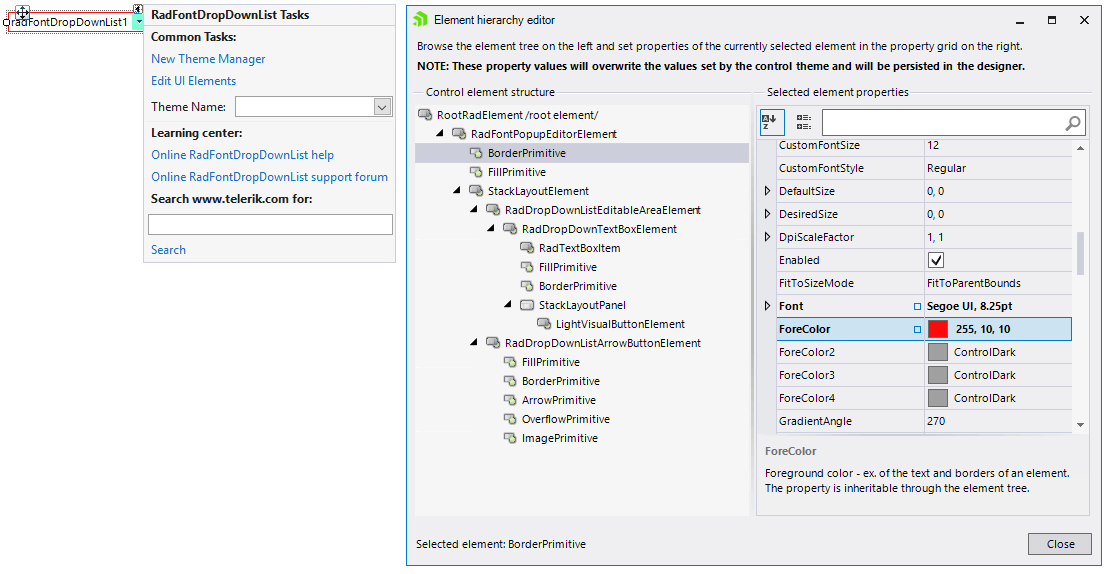 radFontDropDownList1
RadFontDropDownList Tasks
Common Tasks:
New Theme Manager
Edit UI Elements
Theme Name:
Learning center:
Online RadFontDropDownList help
Online RadFontDropDownList support forum
Search www.telerik.com for:
Search
Element hierarchy editor
Browse the element tree on the left and set properties of the currently selected element in the property grid on the right.
NOTE: These property values will overwrite the values set by the control theme and will be persisted in the designer.
Control element structure
RootRadElement /root element/
RadFontPopupEditorElement
BorderPrimitive
FillPrimitive
StackLayoutElement
RadDropDownListEditableAreaElement
RadDropDownTextBoxElement
RadTextBoxItem
FillPrimitive
BorderPrimitive
StackLayoutPanel
LightVisualButtonElement
RadDropDownListArrowButtonElement
FillPrimitive
BorderPrimitive
ArrowPrimitive
OverflowPrimitive
ImagePrimitive
Selected element properties
CustomFontSize 12
CustomFontStyle Regular
DefaultSize 0, 0
DesiredSize 0, 0
DpiScaleFactor 1, 1
Enabled
FitToSizeMode FitToParentBounds
Font Segoe UI, 8.25pt
ForeColor 255, 10, 10
ForeColor2 ControlDark
ForeColor3 ControlDark
ForeColor4 ControlDark
GradientAngle 270
ForeColor
Foreground color - ex. of the text and borders of an element.
The property is inheritable through the element tree.
Selected element: BorderPrimitive
Close